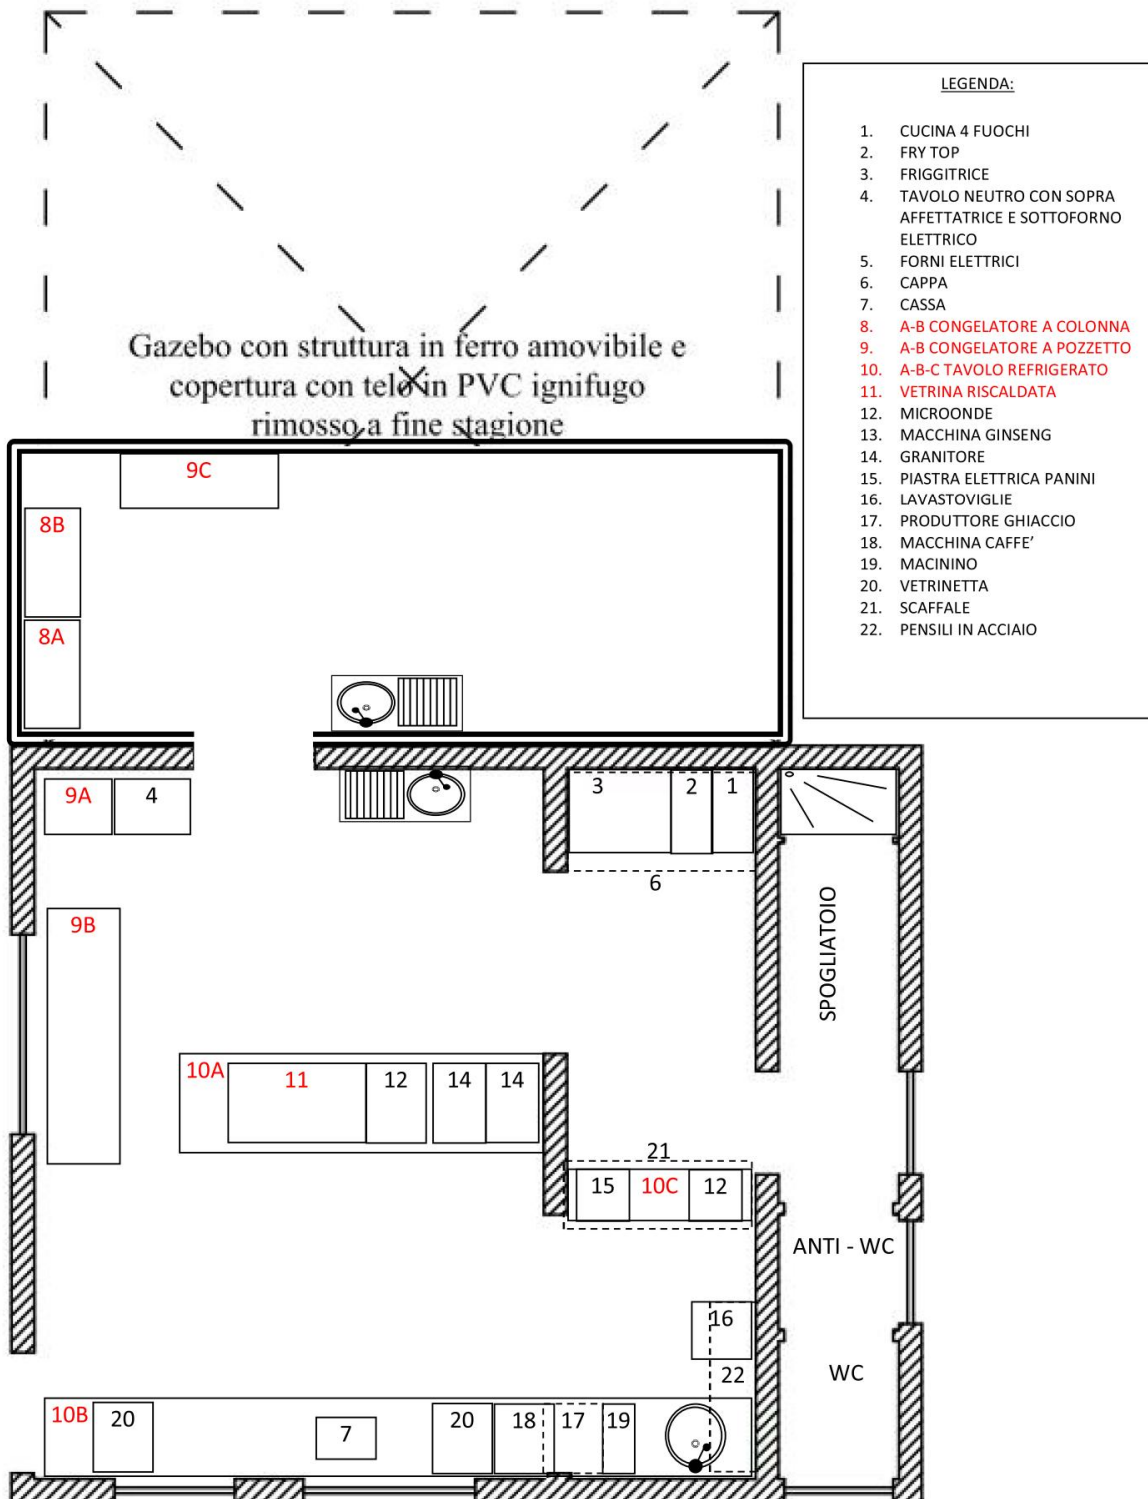 LEGENDA:
1. CUCINA 4 FUOCHI
2. FRY TOP
3. FRIGGITRICE
4. TAVOLO NEUTRO CON SOPRA
AFFETTATRICE E SOTTOFORNO
ELETTRICO
5. FORNI ELETTRICI
6. CAPPA
7. CASSA
8. A-B CONGELATORE A COLONNA
9. A-B CONGELATORE A POZZETTO
10. A-B-C TAVOLO REFRIGERATO
11. VETRINA RISCALDATA
12. MICROONDE
13. MACCHINA GINSENG
14. GRANITORE
15. PIASTRA ELETTRICA PANINI
16. LAVASTOVIGLIE
17. PRODUTTORE GHIACCIO
18. MACCHINA CAFFE'
19. MACININO
20. VETRINETTA
21. SCAFFALE
22. PENSILI IN ACCIAIO
Gazebo con struttura in ferro amovibile e
copertura con telo in PVC ignifugo
rimosso a fine stagione
9C
8B
8A
9A 4
3 2 1
6
9B
SPOGLIATOIO
10A 11 12 14 14
21
15 10C 12
ANTI - WC
16
22
WC
10B 20 7 20 18 17 19